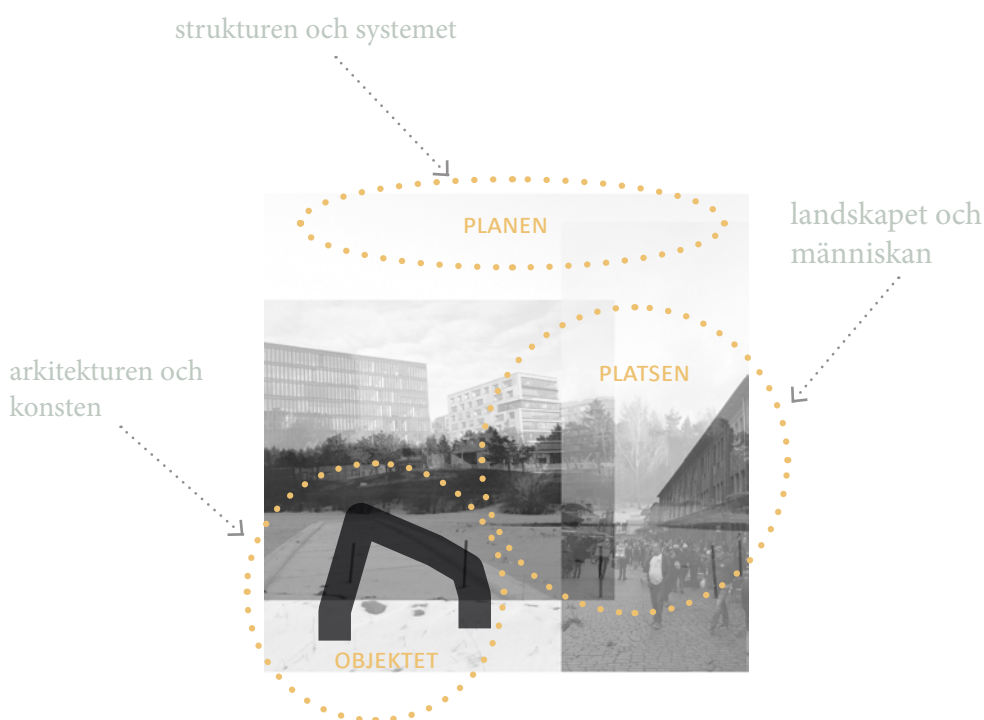 strukturen och systemet
PLANEN
landskapet och
människan
PLATSEN
arkitekturen och
konsten
OBJEKTET